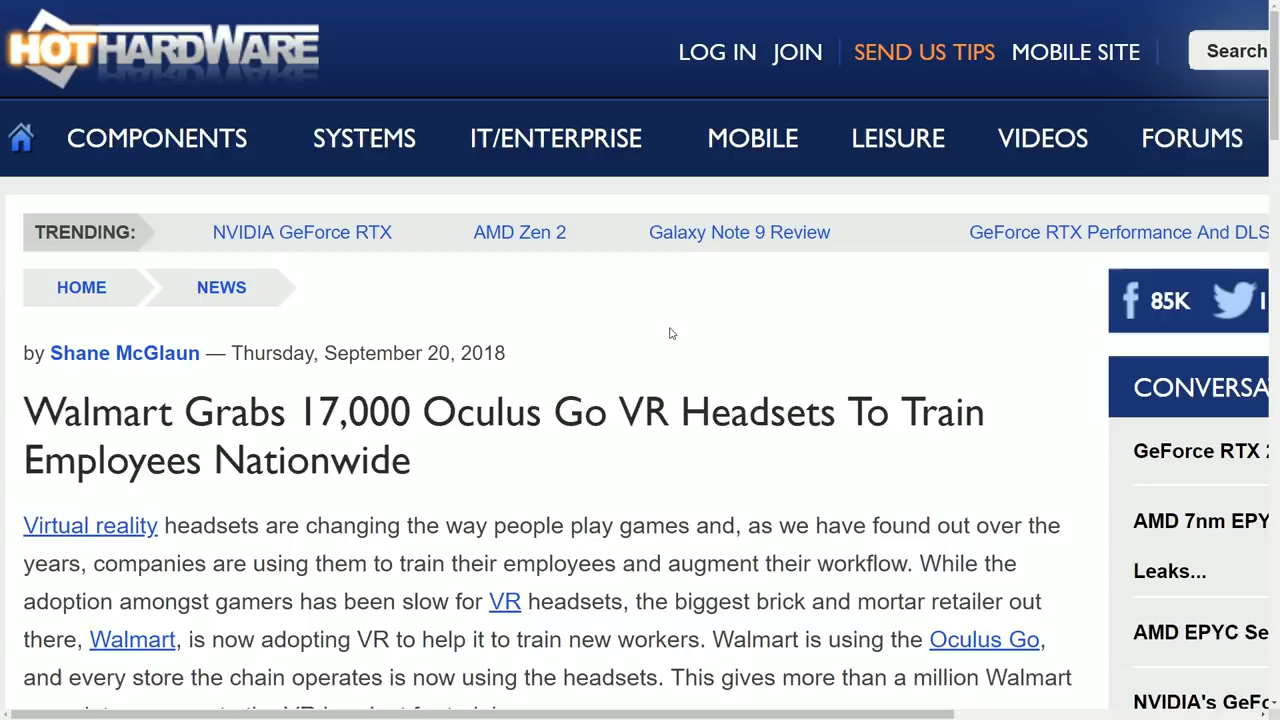 HOTHARDWARE
LOG IN JOIN SEND US TIPS MOBILE SITE Search
COMPONENTS SYSTEMS IT/ENTERPRISE MOBILE LEISURE VIDEOS FORUMS
TRENDING: NVIDIA GeForce RTX AMD Zen 2 Galaxy Note 9 Review GeForce RTX Performance And DLS
HOME NEWS
85K
by Shane McGlaun — Thursday, September 20, 2018
CONVERSA
Walmart Grabs 17,000 Oculus Go VR Headsets To Train
Employees Nationwide
GeForce RTX
Virtual reality headsets are changing the way people play games and, as we have found out over the
AMD 7nm EPY
years, companies are using them to train their employees and augment their workflow. While the
Leaks...
adoption amongst gamers has been slow for VR headsets, the biggest brick and mortar retailer out
there, Walmart, is now adopting VR to help it to train new workers. Walmart is using the Oculus Go,
AMD EPYC Se
and every store the chain operates is now using the headsets. This gives more than a million Walmart
NVIDIA's GeFo